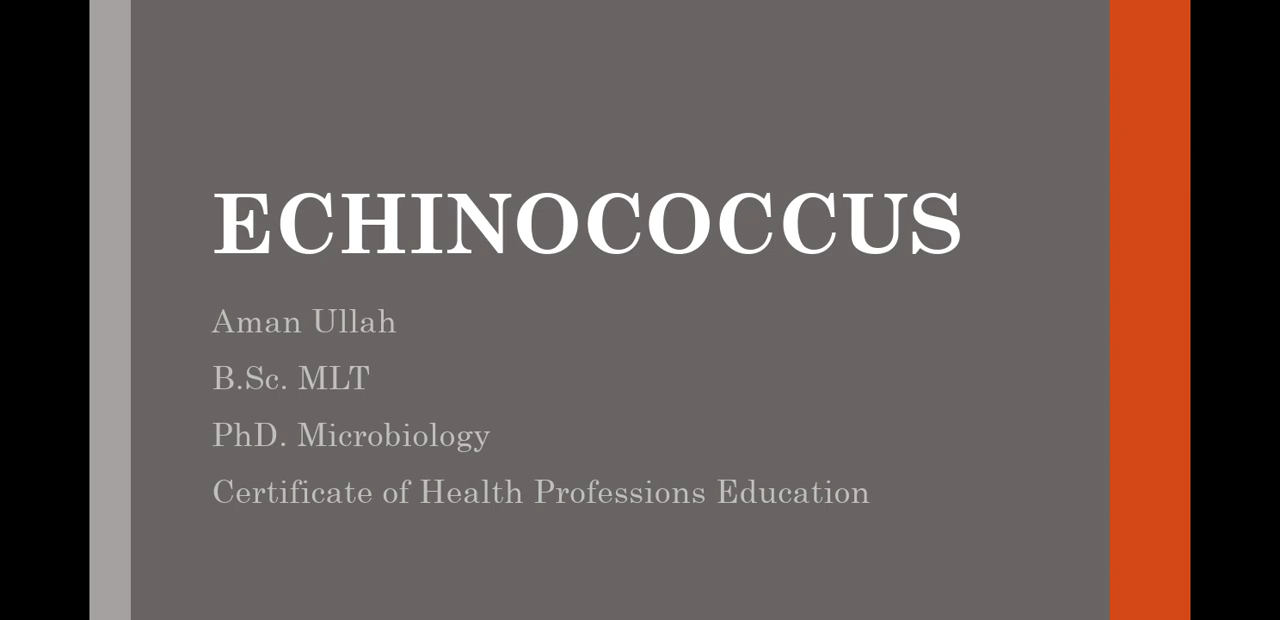 ECHINOCOCCUS
Aman Ullah
B.Sc. MLT
PhD. Microbiology
Certificate of Health Professions Education